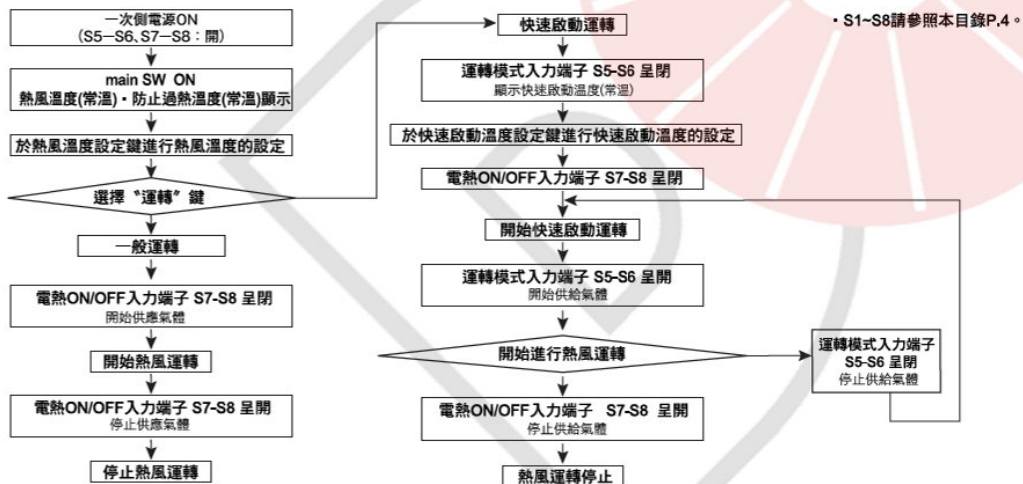 一次側電源ON
(S5－S6、S7－S8：開)
main SW ON
熱風溫度(常溫)・防止過熱溫度(常溫)顯示
於熱風溫度設定鍵進行熱風溫度的設定
選擇〝運轉〞鍵
一般運轉
電熱ON/OFF入力端子 S7-S8 呈閉
開始供應氣體
開始熱風運轉
電熱ON/OFF入力端子 S7-S8 呈開
停止供應氣體
停止熱風運轉
快速啟動運轉
運轉模式入力端子 S5-S6 呈閉
顯示快速啟動溫度(常溫)
於快速啟動溫度設定鍵進行快速啟動溫度的設定
電熱ON/OFF入力端子 S7-S8 呈閉
開始快速啟動運轉
運轉模式入力端子 S5-S6 呈開
開始供給氣體
開始進行熱風運轉
運轉模式入力端子
S5-S6 呈閉
停止供給氣體
電熱ON/OFF入力端子 S7-S8 呈開
停止供給氣體
熱風運轉停止
・S1~S8請參照本目錄P.4。